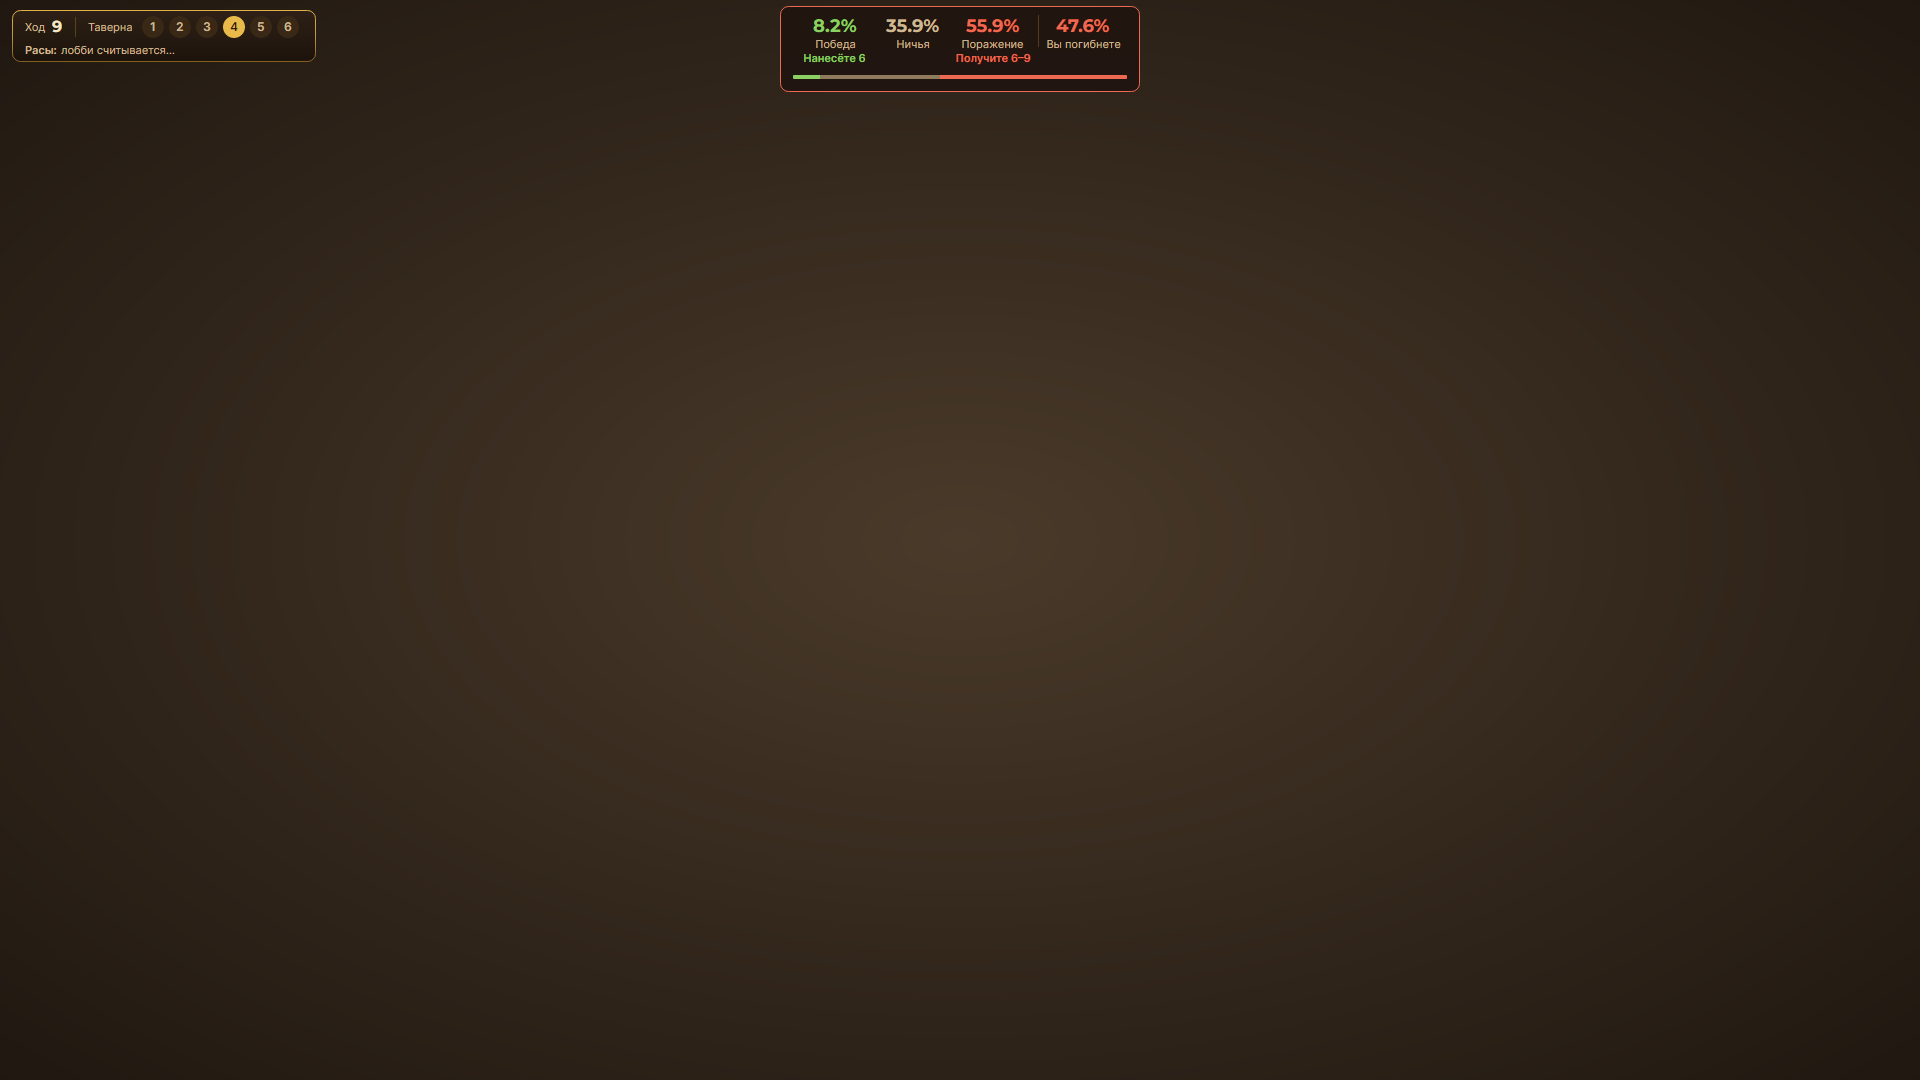 Ход 9 Таверна 1 2 3 4 5 6
Расы: лобби считывается...
8.2% 35.9% 55.9% 47.6%
Победа Ничья Поражение Вы погибнете
Нанесёте 6 Получите 6–9